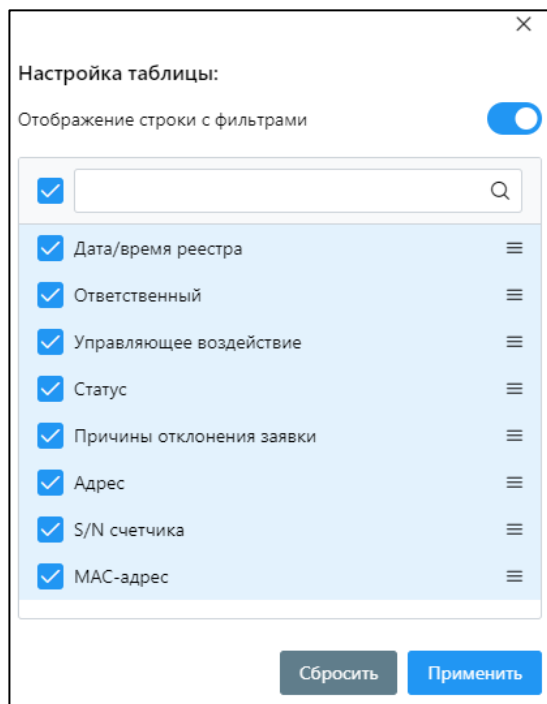 Настройка таблицы:
Отображение строки с фильтрами
Дата/время реестра
Ответственный
Управляющее воздействие
Статус
Причины отклонения заявки
Адрес
S/N счетчика
MAC-адрес
Сбросить
Применить